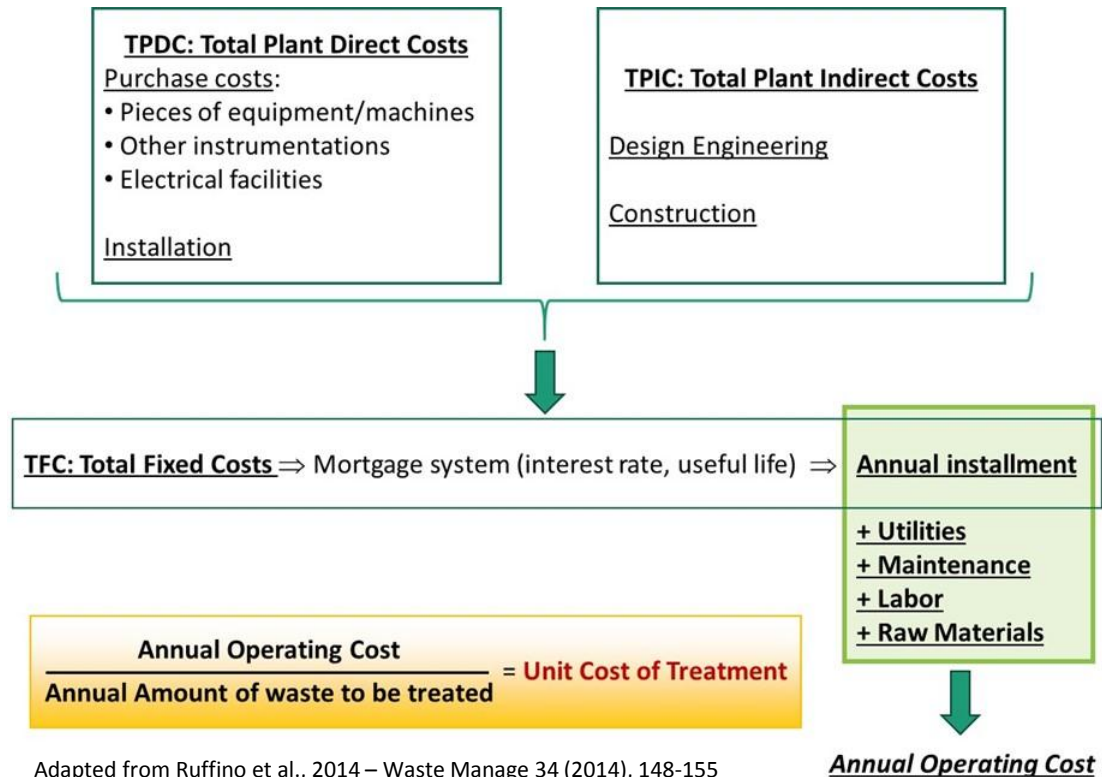 TPDC: Total Plant Direct Costs
Purchase costs:
• Pieces of equipment/machines
• Other instrumentations
• Electrical facilities
Installation
TPIC: Total Plant Indirect Costs
Design Engineering
Construction
TFC: Total Fixed Costs ⇒ Mortgage system (interest rate, useful life) ⇒ Annual installment
+ Utilities
+ Maintenance
+ Labor
+ Raw Materials
Annual Operating Cost
Annual Amount of waste to be treated
= Unit Cost of Treatment
Annual Operating Cost
Adapted from Ruffino et al., 2014 – Waste Manage 34 (2014), 148-155